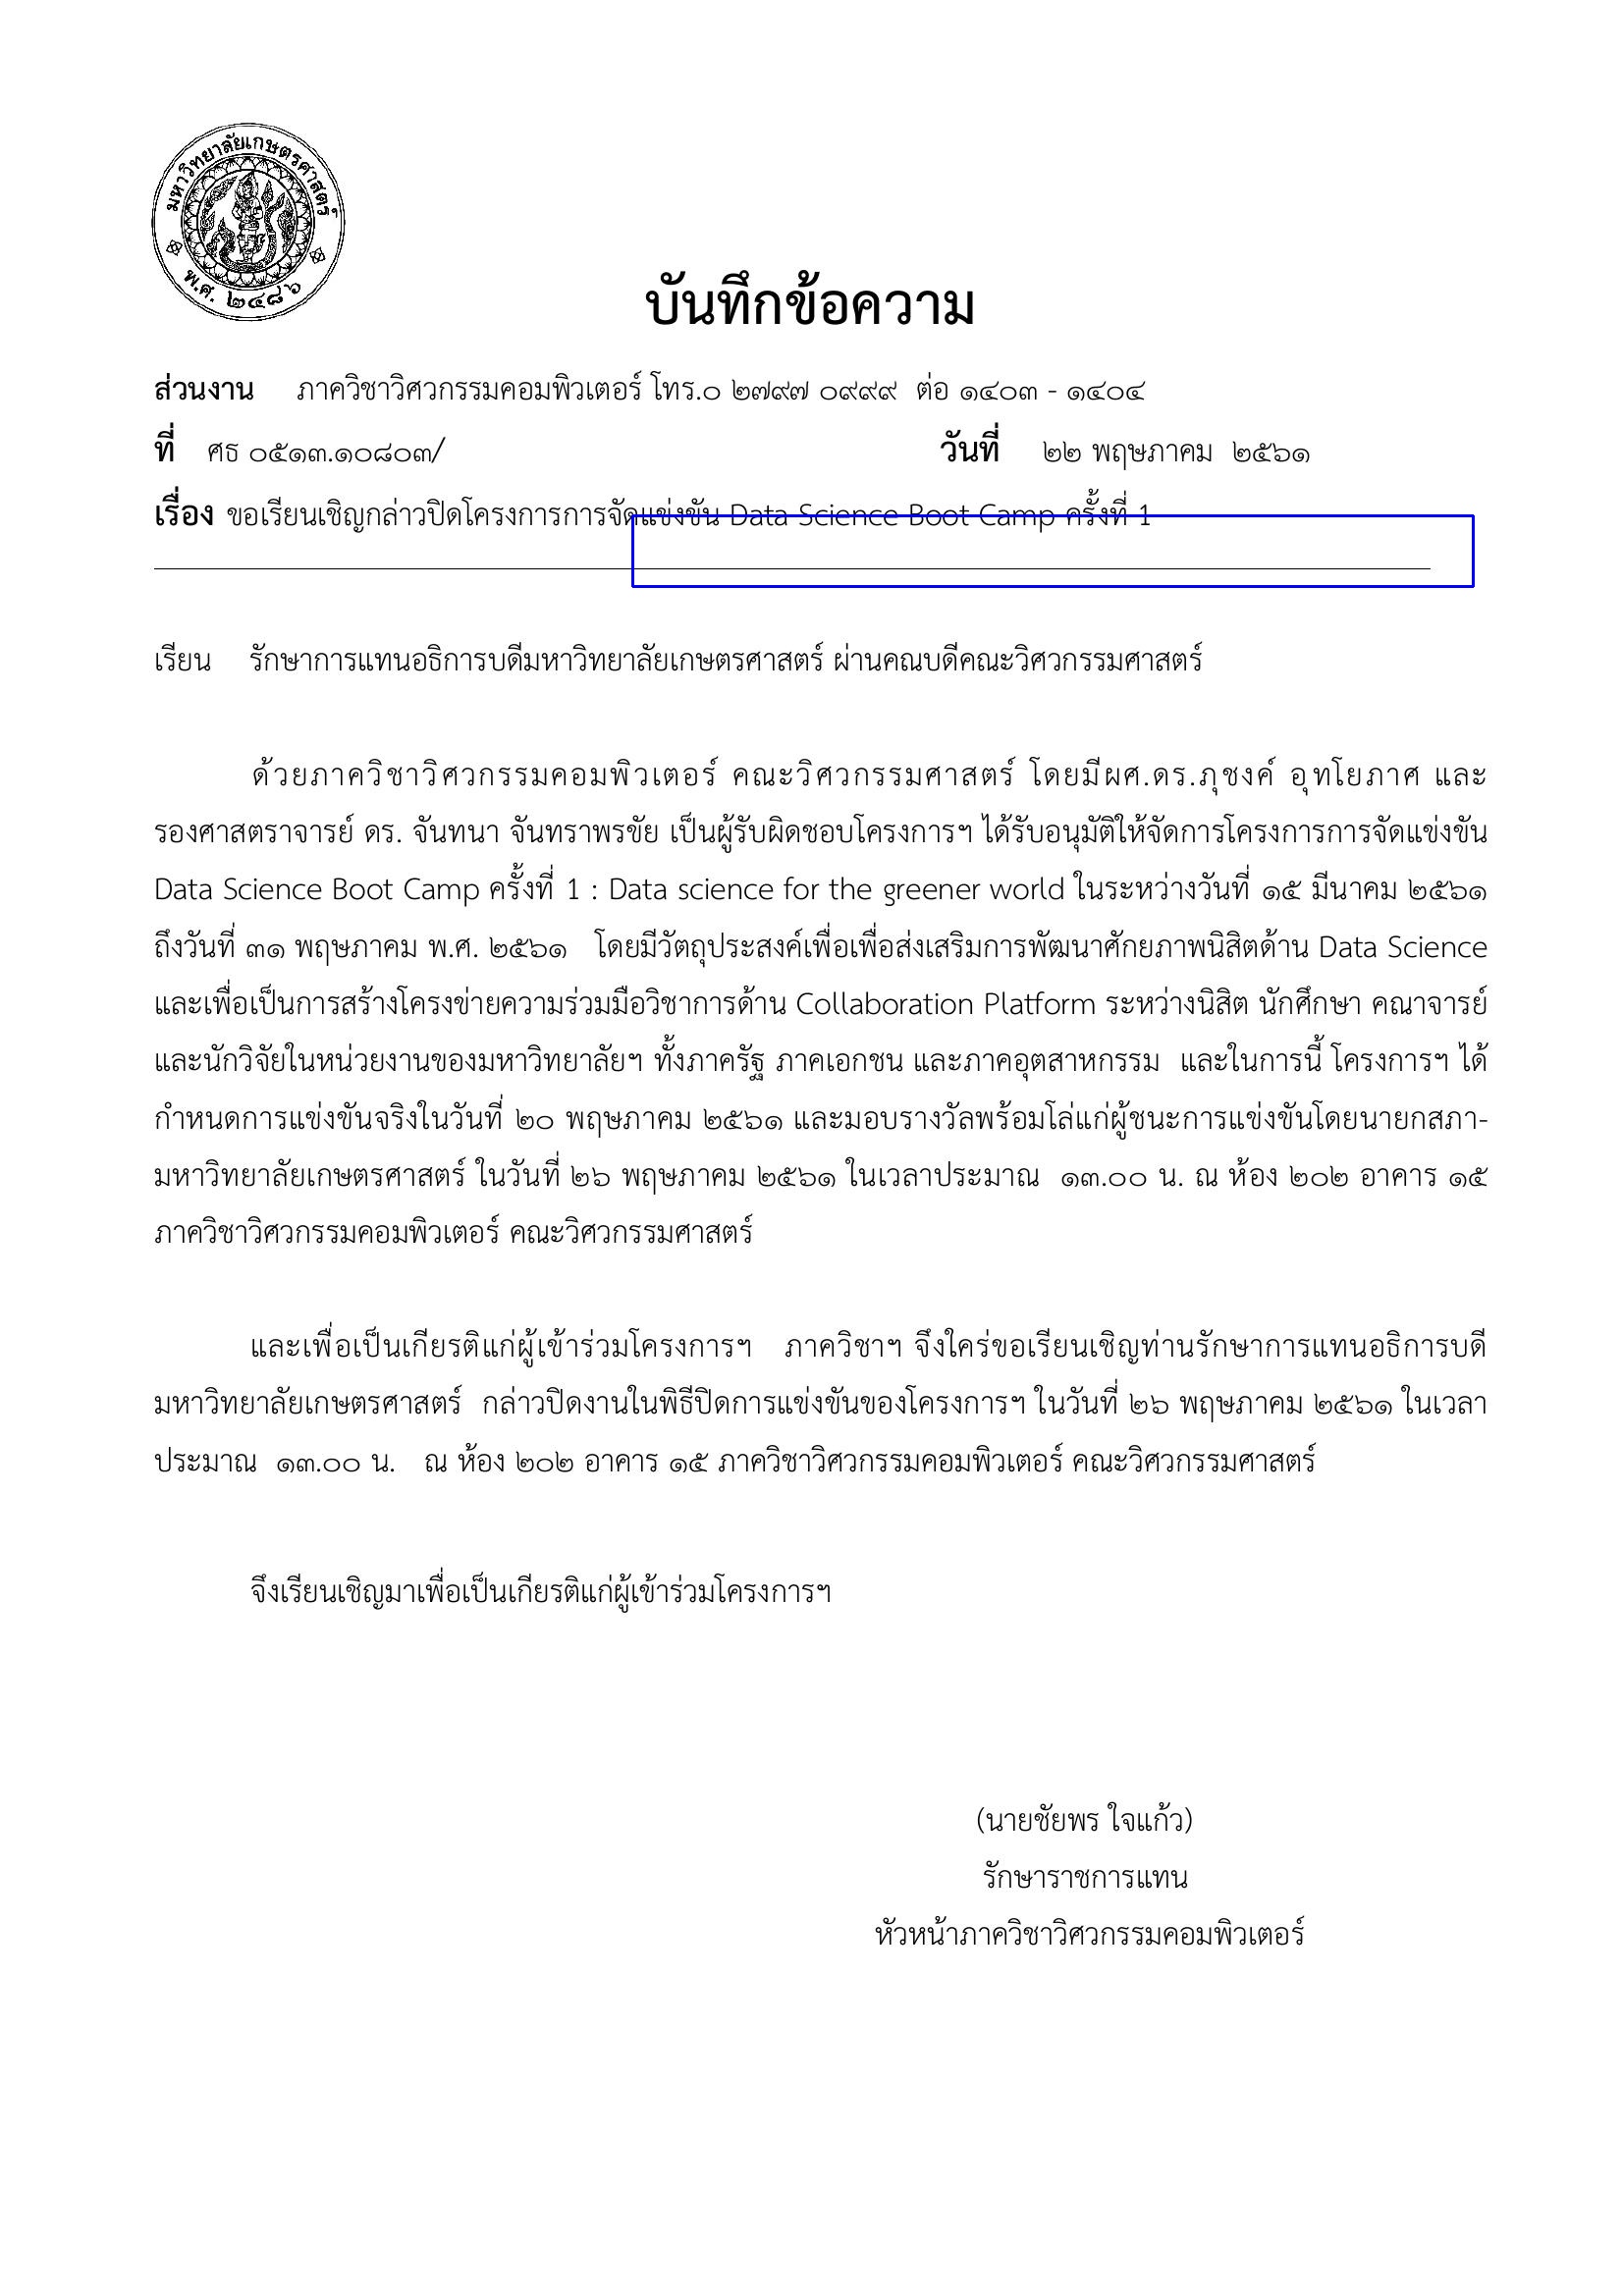 มหาวิทยาลัยเกษตรศาสตร์
พ.ศ. ๒๔๘๖
บันทึกข้อความ
ส่วนงาน ภาควิชาวิศวกรรมคอมพิวเตอร์ โทร.๐ ๒๗๙๗ ๐๙๙๙ ต่อ ๑๔๐๓ - ๑๔๐๔
ที่ ศธ ๐๕๑๓.๑๐๘๐๓/ วันที่ ๒๒ พฤษภาคม ๒๕๖๑
เรื่อง ขอเรียนเชิญกล่าวปิดโครงการการจัดแข่งขัน Data Science Boot Camp ครั้งที่ 1
เรียน รักษาการแทนอธิการบดีมหาวิทยาลัยเกษตรศาสตร์ ผ่านคณบดีคณะวิศวกรรมศาสตร์
ด้วยภาควิชาวิศวกรรมคอมพิวเตอร์ คณะวิศวกรรมศาสตร์ โดยมีผศ.ดร.ภุชงค์ อุทโยภาศ และ
รองศาสตราจารย์ ดร. จันทนา จันทราพรชัย เป็นผู้รับผิดชอบโครงการฯ ได้รับอนุมัติให้จัดการโครงการการจัดแข่งขัน
Data Science Boot Camp ครั้งที่ 1 : Data science for the greener world ในระหว่างวันที่ ๑๕ มีนาคม ๒๕๖๑
ถึงวันที่ ๓๑ พฤษภาคม พ.ศ. ๒๕๖๑ โดยมีวัตถุประสงค์เพื่อเพื่อส่งเสริมการพัฒนาศักยภาพนิสิตด้าน Data Science
และเพื่อเป็นการสร้างโครงข่ายความร่วมมือวิชาการด้าน Collaboration Platform ระหว่างนิสิต นักศึกษา คณาจารย์
และนักวิจัยในหน่วยงานของมหาวิทยาลัยฯ ทั้งภาครัฐ ภาคเอกชน และภาคอุตสาหกรรม และในการนี้ โครงการฯ ได้
กำหนดการแข่งขันจริงในวันที่ ๒๐ พฤษภาคม ๒๕๖๑ และมอบรางวัลพร้อมโล่แก่ผู้ชนะการแข่งขันโดยนายกสภา-
มหาวิทยาลัยเกษตรศาสตร์ ในวันที่ ๒๖ พฤษภาคม ๒๕๖๑ ในเวลาประมาณ ๑๓.๐๐ น. ณ ห้อง ๒๐๒ อาคาร ๑๕
ภาควิชาวิศวกรรมคอมพิวเตอร์ คณะวิศวกรรมศาสตร์
และเพื่อเป็นเกียรติแก่ผู้เข้าร่วมโครงการฯ ภาควิชาฯ จึงใคร่ขอเรียนเชิญท่านรักษาการแทนอธิการบดี
มหาวิทยาลัยเกษตรศาสตร์ กล่าวปิดงานในพิธีปิดการแข่งขันของโครงการฯ ในวันที่ ๒๖ พฤษภาคม ๒๕๖๑ ในเวลา
ประมาณ ๑๓.๐๐ น. ณ ห้อง ๒๐๒ อาคาร ๑๕ ภาควิชาวิศวกรรมคอมพิวเตอร์ คณะวิศวกรรมศาสตร์
จึงเรียนเชิญมาเพื่อเป็นเกียรติแก่ผู้เข้าร่วมโครงการฯ
(นายชัยพร ใจแก้ว)
รักษาราชการแทน
หัวหน้าภาควิชาวิศวกรรมคอมพิวเตอร์